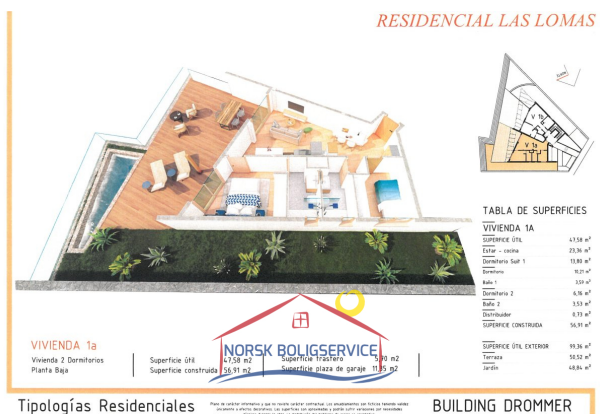 RESIDENCIAL LAS LOMAS
V 1b
V 1a
TABLA DE SUPERFICIES
VIVIENDA 1A
SUPERFICIE ÚTIL 47,58 m²
Estar - cocina 23,36 m²
Dormitorio Suit 1 13,80 m²
Dormitorio 10,21 m²
Baño 1 3,59 m²
Dormitorio 2 6,16 m²
Baño 2 3,53 m²
Distribuidor 0,73 m²
SUPERFICIE CONSTRUIDA 56,91 m²
SUPERFICIE ÚTIL EXTERIOR 99,36 m²
Terraza 50,52 m²
Jardín 48,84 m²
VIVIENDA 1a
Vivienda 2 Dormitorios
Planta Baja
Superficie útil 47,58 m2
Superficie construida 56,91 m2
Superficie trastero 5,70 m2
Superficie plaza de garaje 11,35 m2
NORSK BOLIGSERVICE
Tipologías Residenciales
BUILDING DROMMER